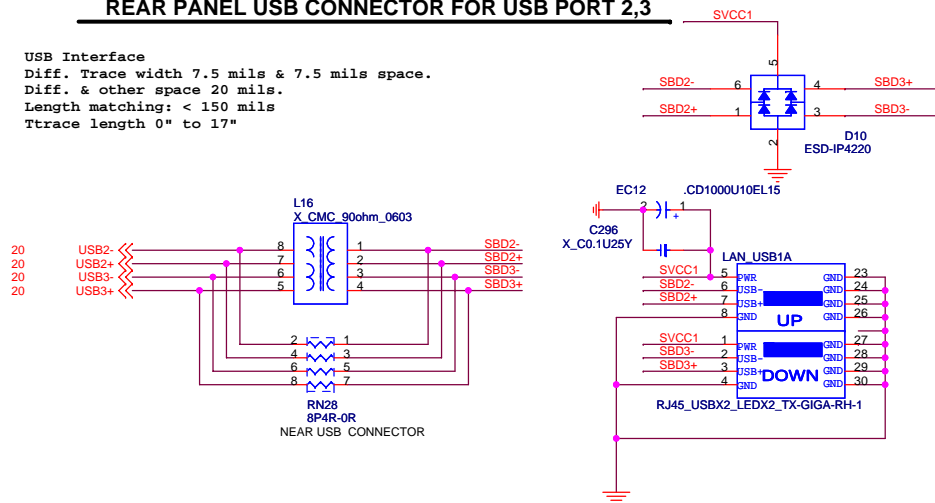 REAR PANEL USB CONNECTOR FOR USB PORT 2,3
USB Interface
Diff. Trace width 7.5 mils & 7.5 mils space.
Diff. & other space 20 mils.
Length matching: < 150 mils
Ttrace length 0" to 17"
SVCC1
5
SBD2- 6 4 SBD3+
SBD2+ 1 3 SBD3-
2
D10
ESD-IP4220
L16
X_CMC_90ohm_0603
20 USB2- 8 1 SBD2-
20 USB2+ 7 2 SBD2+
20 USB3- 6 3 SBD3-
20 USB3+ 5 4 SBD3+
2 1
4 3
6 5
8 7
RN28
8P4R-0R
NEAR USB CONNECTOR
EC12 .CD1000U10EL15
2 1
+
C296
X_C0.1U25Y
LAN_USB1A
SVCC1 5 PWR GND 23
SBD2- 6 USB- GND 24
SBD2+ 7 USB+ GND 25
8 GND GND 26
UP
SVCC1 1 PWR GND 27
SBD3- 2 USB- GND 28
SBD3+ 3 USB+ GND 29
4 GND GND 30
DOWN
RJ45_USBX2_LEDX2_TX-GIGA-RH-1